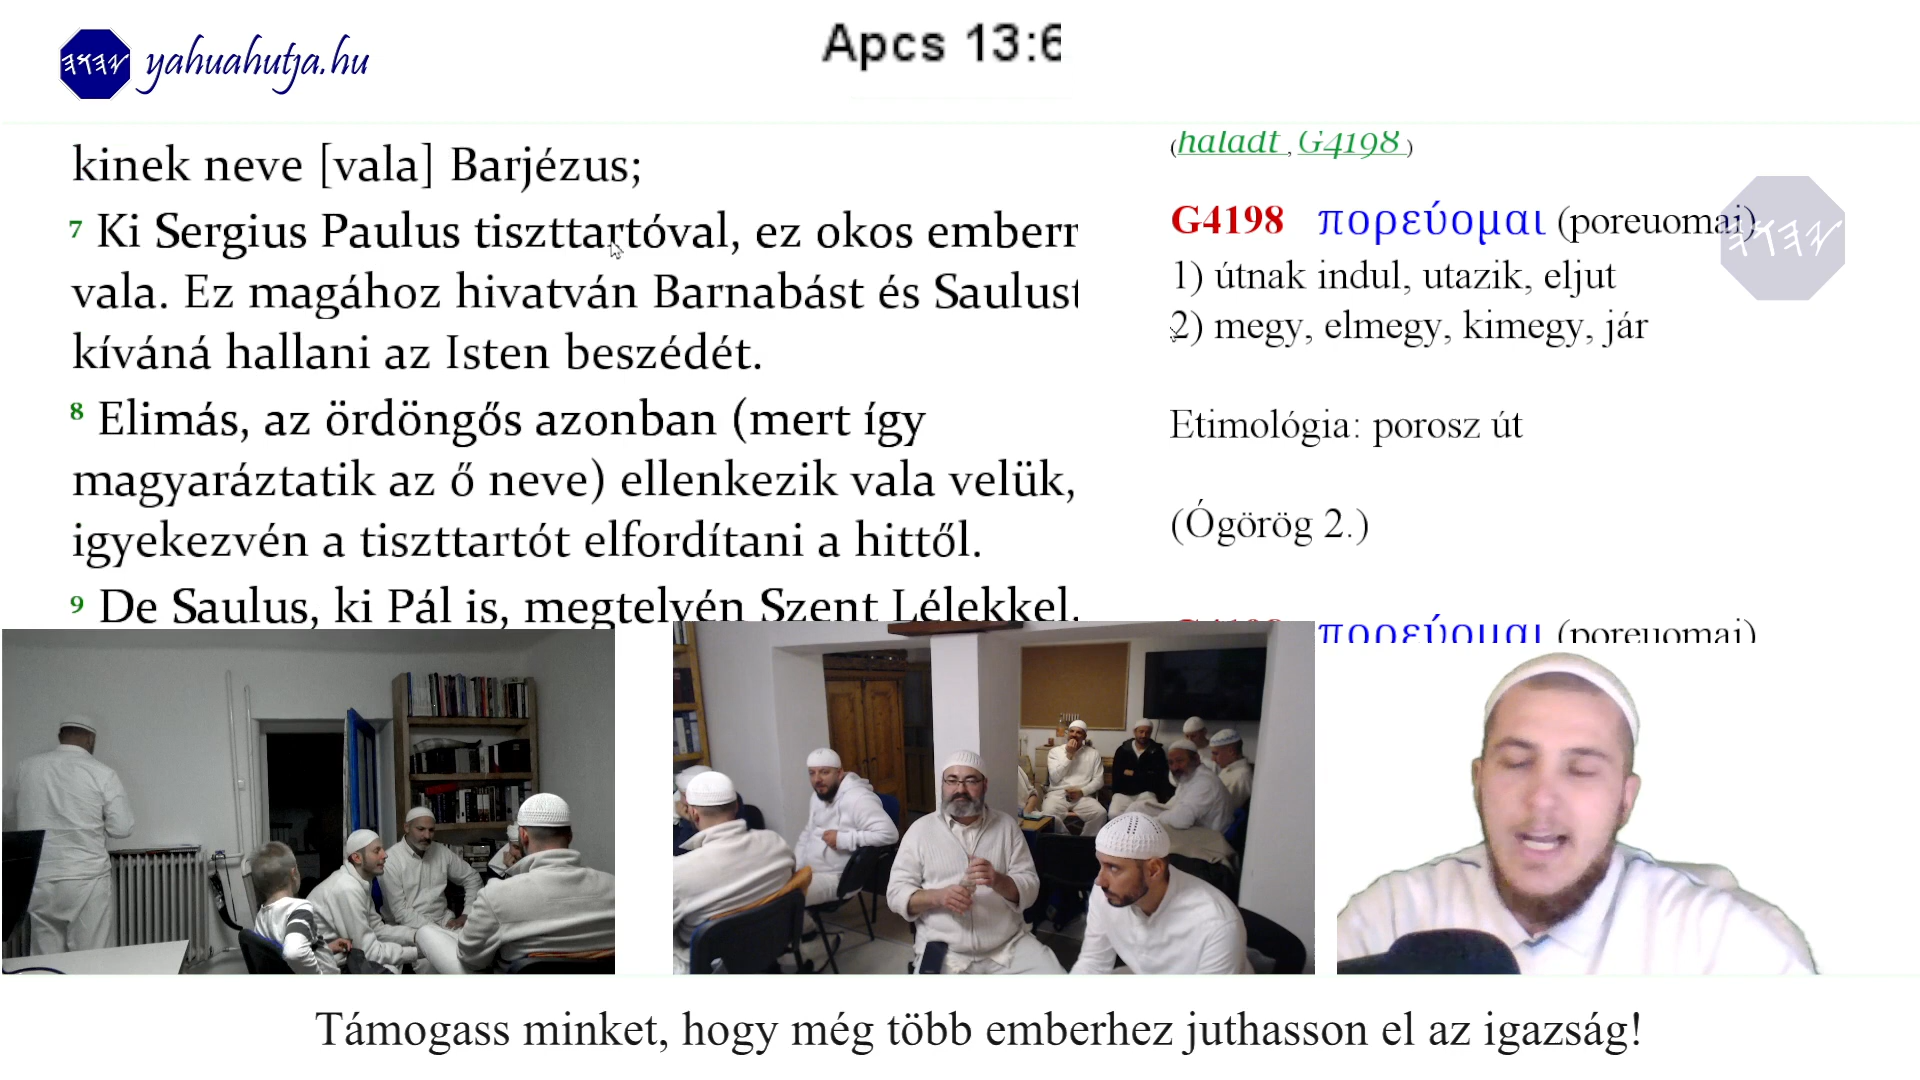 yahuahutja.hu
Apcs 13:6
kinek neve [vala] Barjézus;
7 Ki Sergius Paulus tiszttartóval, ez okos emberr
vala. Ez magához hivatván Barnabást és Saulust
kíváná hallani az Isten beszédét.
8 Elimás, az ördöngős azonban (mert így
magyaráztatik az ő neve) ellenkezik vala velük,
igyekezvén a tiszttartót elfordítani a hittől.
9 De Saulus, ki Pál is, megtelvén Szent Lélekkel,
(haladt , G4198 )
G4198 πορεύομαι (poreuomai)
1) útnak indul, utazik, eljut
2) megy, elmegy, kimegy, jár
Etimológia: porosz út
(Ógörög 2.)
G4198 πορεύομαι (poreuomai)
Támogass minket, hogy még több emberhez juthasson el az igazság!